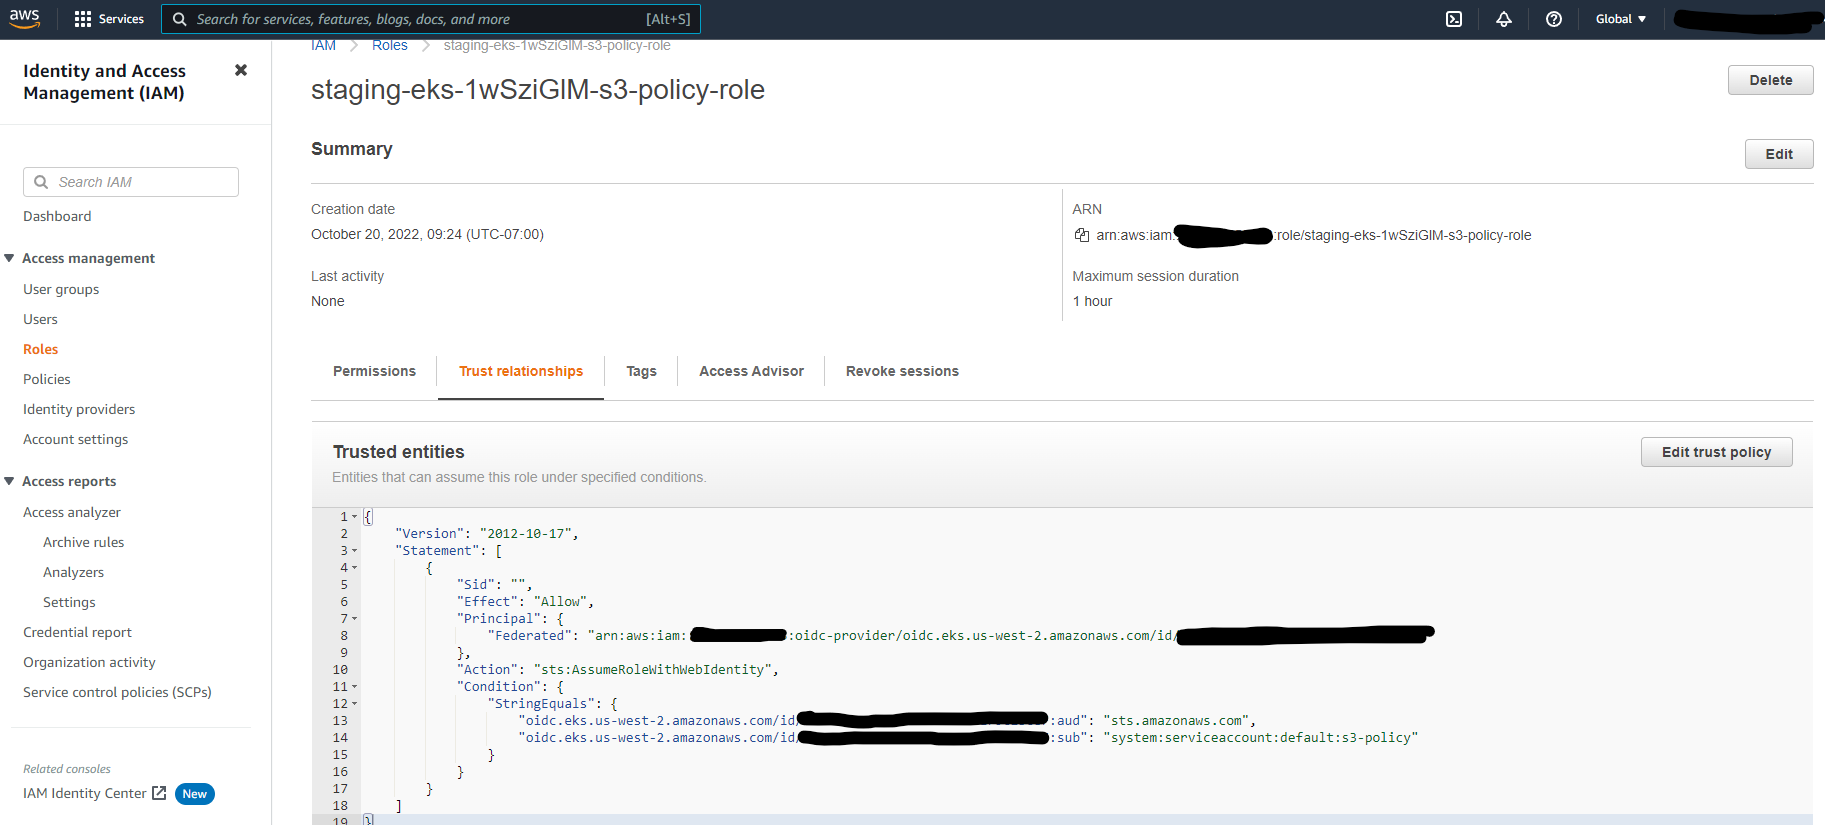 aws
Services
Search for services, features, blogs, docs, and more
[Alt+S]
Global
Identity and Access Management (IAM)
Search IAM
Dashboard
Access management
User groups
Users
Roles
Policies
Identity providers
Account settings
Access reports
Access analyzer
Archive rules
Analyzers
Settings
Credential report
Organization activity
Service control policies (SCPs)
Related consoles
IAM Identity Center
New
IAM > Roles > staging-eks-1wSziGlM-s3-policy-role
staging-eks-1wSziGlM-s3-policy-role
Delete
Summary
Edit
Creation date
October 20, 2022, 09:24 (UTC-07:00)
ARN
arn:aws:iam: :role/staging-eks-1wSziGlM-s3-policy-role
Last activity
None
Maximum session duration
1 hour
Permissions
Trust relationships
Tags
Access Advisor
Revoke sessions
Trusted entities
Edit trust policy
Entities that can assume this role under specified conditions.
1 {
2 "Version": "2012-10-17",
3 "Statement": [
4 {
5 "Sid": "",
6 "Effect": "Allow",
7 "Principal": {
8 "Federated": "arn:aws:iam: :oidc-provider/oidc.eks.us-west-2.amazonaws.com/id/
9 },
10 "Action": "sts:AssumeRoleWithWebIdentity",
11 "Condition": {
12 "StringEquals": {
13 "oidc.eks.us-west-2.amazonaws.com/id/ :aud": "sts.amazonaws.com",
14 "oidc.eks.us-west-2.amazonaws.com/id/ :sub": "system:serviceaccount:default:s3-policy"
15 }
16 }
17 }
18 ]
19 }